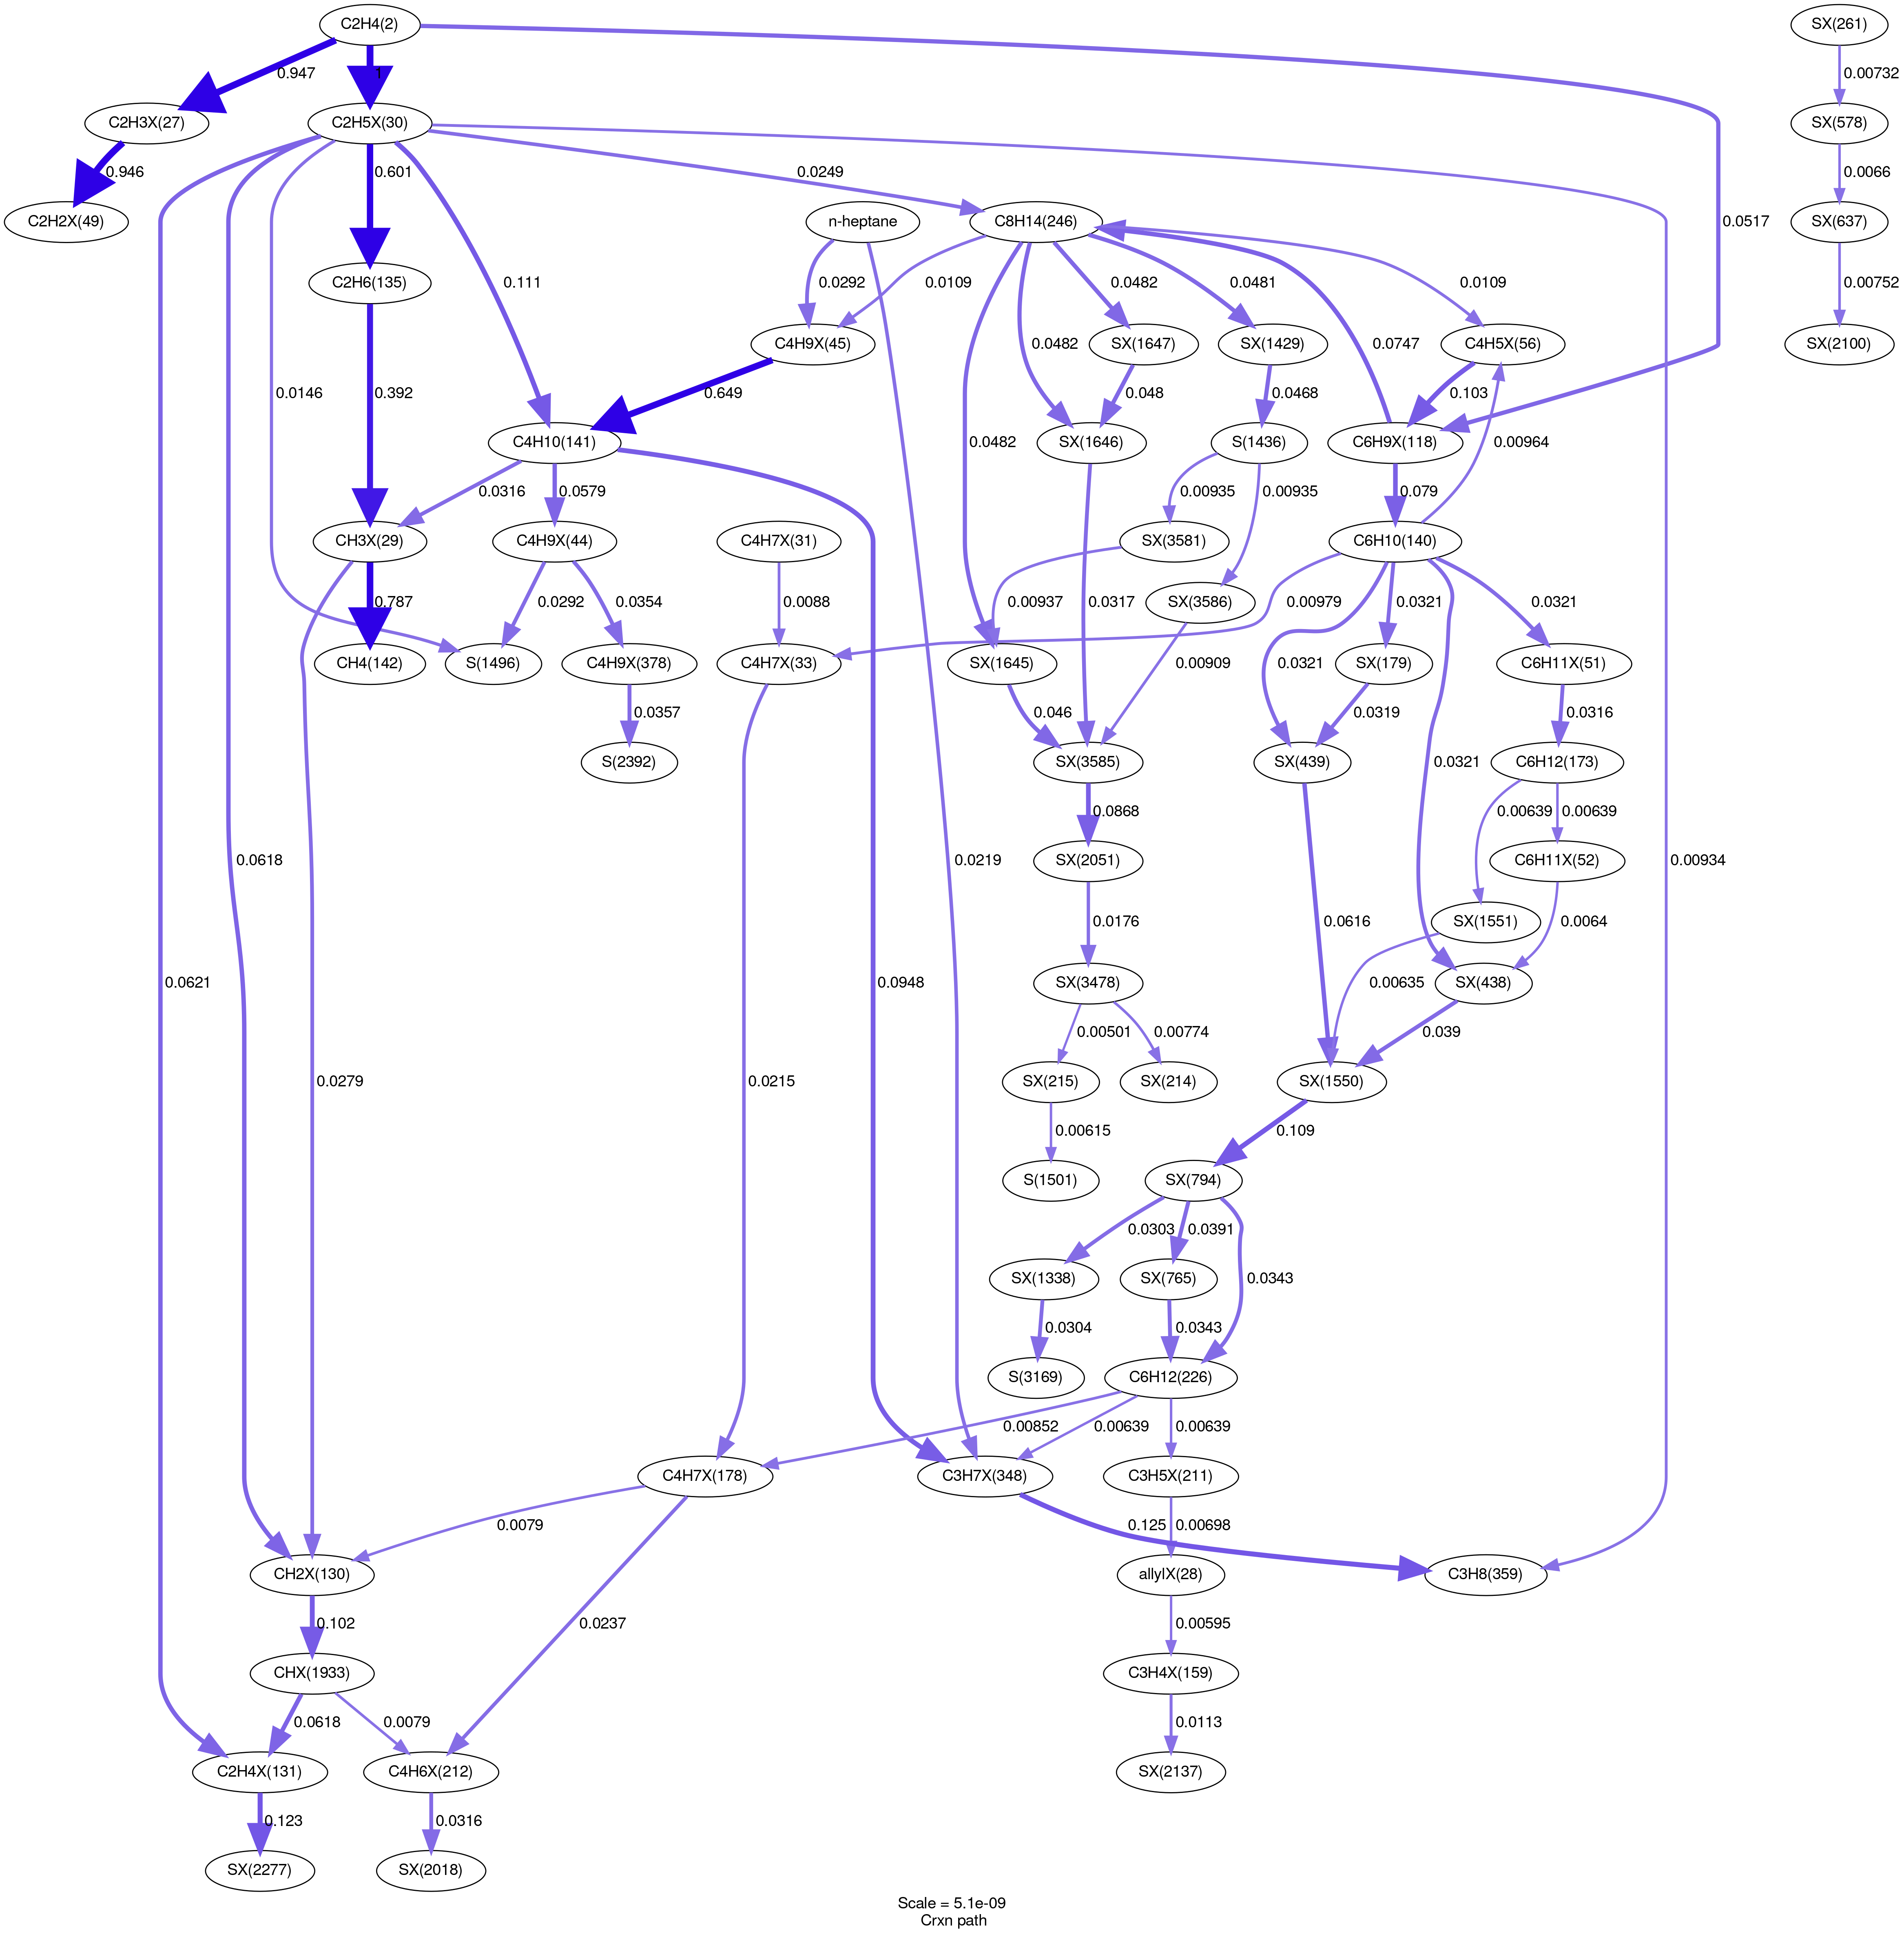 C2H4(2)
SX(261)
0.947
1
0.00732
C2H3X(27)
C2H5X(30)
SX(578)
0.946
0.601
0.0249
0.0066
C2H2X(49)
n-heptane
C8H14(246)
0.0517
SX(637)
0.111
0.0292
0.0109
0.0482
0.0481
0.0109
0.00752
C2H6(135)
C4H9X(45)
SX(1647)
SX(1429)
C4H5X(56)
SX(2100)
0.0146
0.392
0.649
0.0482
0.0482
0.048
0.0468
0.0747
0.103
0.00964
C4H10(141)
SX(1646)
S(1436)
C6H9X(118)
0.0316
0.0579
0.00935
0.00935
0.079
CH3X(29)
C4H9X(44)
C4H7X(31)
SX(3581)
C6H10(140)
0.787
0.0292
0.0354
0.0088
0.00937
SX(3586)
0.0317
0.00979
0.0321
0.0321
0.0321
0.0321
CH4(142)
S(1496)
C4H9X(378)
C4H7X(33)
SX(1645)
0.00909
SX(179)
C6H11X(51)
0.0357
0.046
0.0319
0.0316
S(2392)
SX(3585)
SX(439)
C6H12(173)
0.0868
0.00639
0.00639
0.0618
0.0219
SX(2051)
C6H11X(52)
0.00934
0.0176
0.0616
SX(1551)
0.0064
0.0621
0.0948
SX(3478)
0.00635
SX(438)
0.00501
0.00774
0.039
0.0279
0.0215
SX(215)
SX(214)
SX(1550)
0.00615
0.109
S(1501)
SX(794)
0.0303
0.0391
0.0343
SX(1338)
SX(765)
0.0304
0.0343
S(3169)
C6H12(226)
0.00852
0.00639
0.00639
C4H7X(178)
C3H7X(348)
C3H5X(211)
0.0079
0.125
0.00698
CH2X(130)
allylX(28)
C3H8(359)
0.102
0.0237
0.00595
CHX(1933)
C3H4X(159)
0.0618
0.0079
0.0113
C2H4X(131)
C4H6X(212)
SX(2137)
0.123
0.0316
SX(2277)
SX(2018)
Scale = 5.1e-09
Crxn path